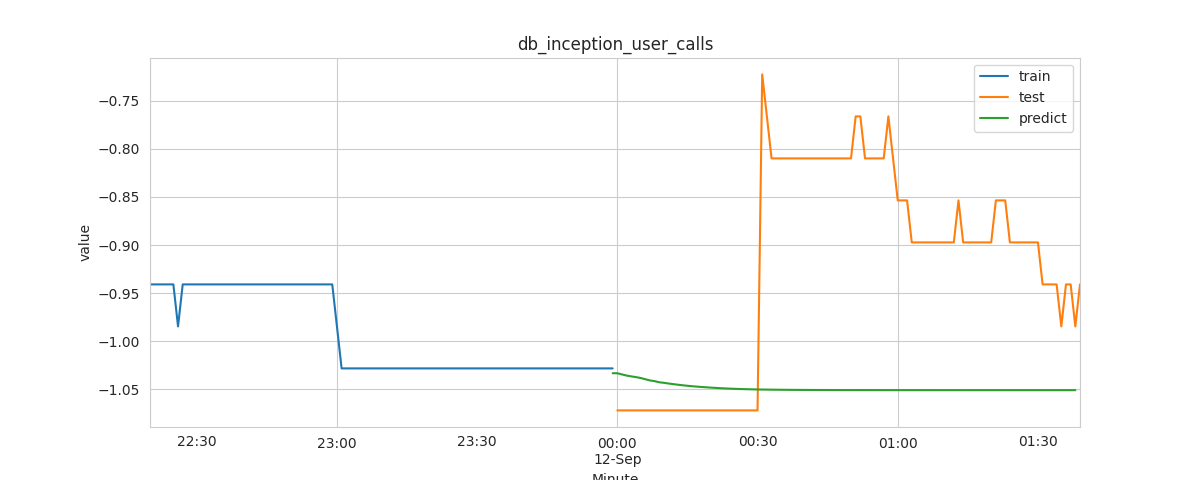 db_inception_user_calls
train
test
predict
value
−0.75
−0.80
−0.85
−0.90
−0.95
−1.00
−1.05
22:30
23:00
23:30
00:00
12-Sep
00:30
01:00
01:30
Minute